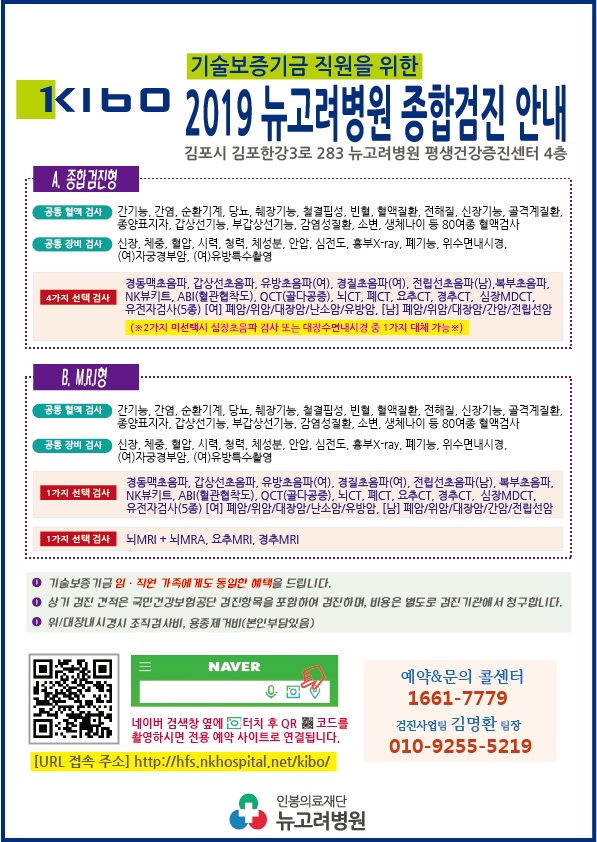 기술보증기금 직원을 위한
KIBO
2019 뉴고려병원 종합검진 안내
김포시 김포한강3로 283 뉴고려병원 평생건강증진센터 4층
A. 종합검진형
공통 혈액 검사
간기능, 간염, 순환기계, 당뇨, 췌장기능, 철결핍성, 빈혈, 혈액질환, 전해질, 신장기능, 골격계질환,
종양표지자, 갑상선기능, 부갑상선기능, 감염성질환, 소변, 생체나이 등 80여종 혈액검사
공통 장비 검사
신장, 체중, 혈압, 시력, 청력, 체성분, 안압, 심전도, 흉부X-ray, 폐기능, 위수면내시경,
(여)자궁경부암, (여)유방특수촬영
4가지 선택 검사
경동맥초음파, 갑상선초음파, 유방초음파(여), 경질초음파(여), 전립선초음파(남),복부초음파,
NK뷰키트, ABI(혈관협착도), QCT(골다공증), 뇌CT, 폐CT, 요추CT, 경추CT, 심장MDCT,
유전자검사(5종) [여] 폐암/위암/대장암/난소암/유방암, [남] 폐암/위암/대장암/간암/전립선암
(※2가지 미선택시 심장초음파 검사 또는 대장수면내시경 중 1가지 대체 가능※)
B. M.R.I형
공통 혈액 검사
간기능, 간염, 순환기계, 당뇨, 췌장기능, 철결핍성, 빈혈, 혈액질환, 전해질, 신장기능, 골격계질환,
종양표지자, 갑상선기능, 부갑상선기능, 감염성질환, 소변, 생체나이 등 80여종 혈액검사
공통 장비 검사
신장, 체중, 혈압, 시력, 청력, 체성분, 안압, 심전도, 흉부X-ray, 폐기능, 위수면내시경,
(여)자궁경부암, (여)유방특수촬영
1가지 선택 검사
경동맥초음파, 갑상선초음파, 유방초음파(여), 경질초음파(여), 전립선초음파(남), 복부초음파,
NK뷰키트, ABI(혈관협착도), QCT(골다공증), 뇌CT, 폐CT, 요추CT, 경추CT, 심장MDCT,
유전자검사(5종) [여] 폐암/위암/대장암/난소암/유방암, [남] 폐암/위암/대장암/간암/전립선암
1가지 선택 검사
뇌MRI + 뇌MRA, 요추MRI, 경추MRI
기술보증기금 임·직원 가족에게도 동일한 혜택을 드립니다.
상기 검진 견적은 국민건강보험공단 검진항목을 포함하여 검진하며, 비용은 별도로 검진기관에서 청구합니다.
위/대장내시경시 조직검사비, 용종제거비(본인부담있음)
NAVER
네이버 검색창 옆에 터치 후 QR 코드를
촬영하시면 전용 예약 사이트로 연결됩니다.
[URL 접속 주소] http://hfs.nkhospital.net/kibo/
예약&문의 콜센터
1661-7779
검진사업팀 김명환 팀장
010-9255-5219
인봉의료재단
뉴고려병원